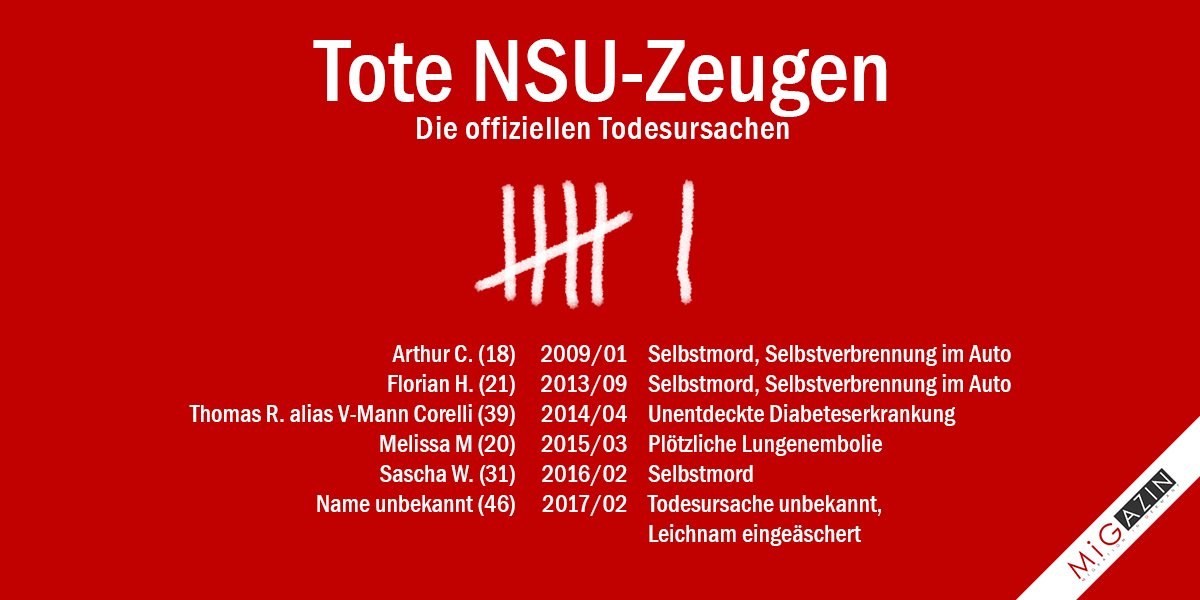 Tote NSU-Zeugen
Die offiziellen Todesursachen
Arthur C. (18) 2009/01 Selbstmord, Selbstverbrennung im Auto
Florian H. (21) 2013/09 Selbstmord, Selbstverbrennung im Auto
Thomas R. alias V-Mann Corelli (39) 2014/04 Unentdeckte Diabeteserkrankung
Melissa M (20) 2015/03 Plötzliche Lungenembolie
Sascha W. (31) 2016/02 Selbstmord
Name unbekannt (46) 2017/02 Todesursache unbekannt,
Leichnam eingeäschert
MiGAZIN